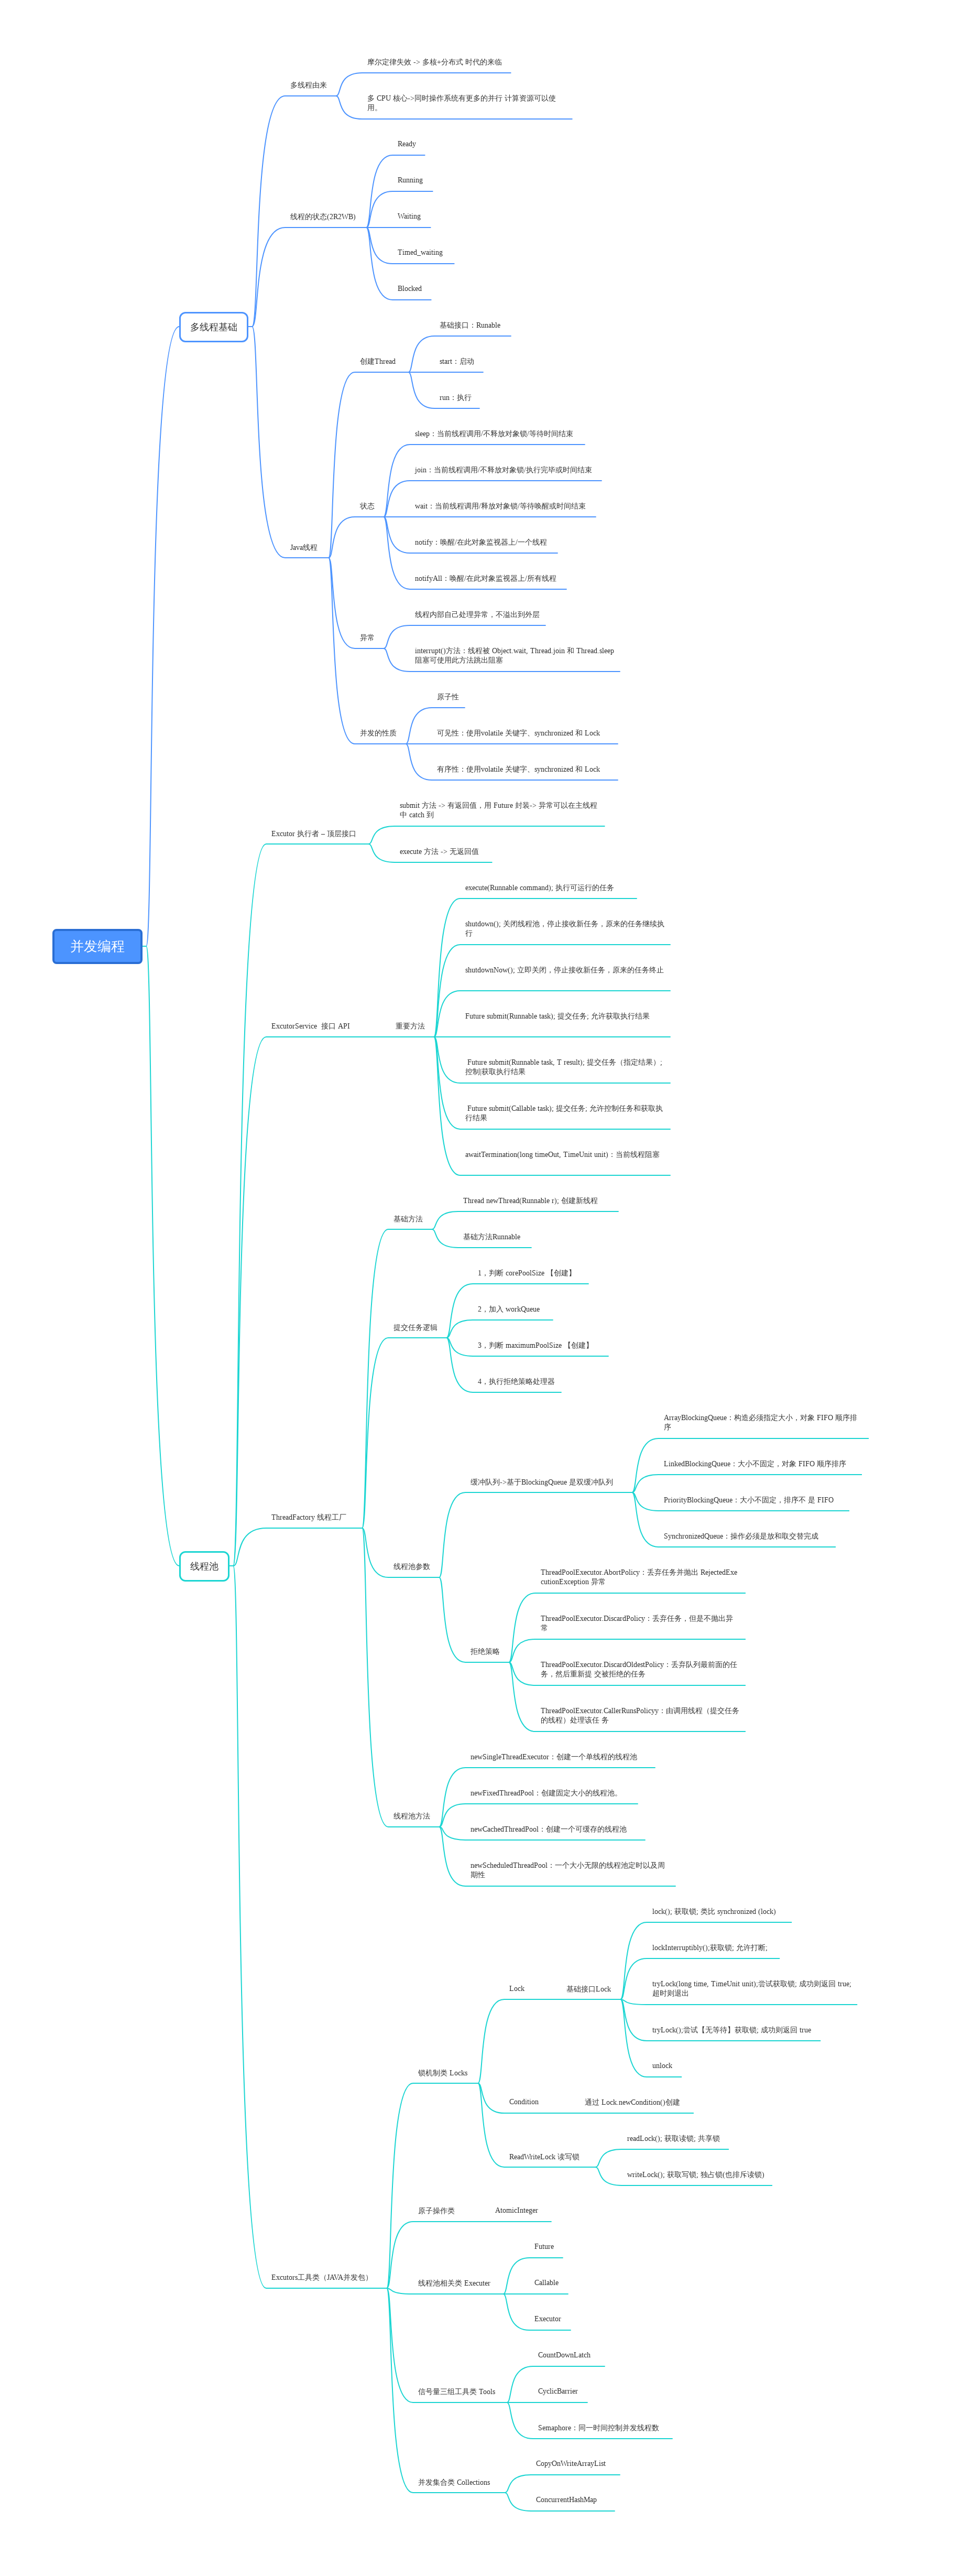 并发编程
多线程基础
多线程由来
摩尔定律失效 -> 多核+分布式 时代的来临
多 CPU 核心->同时操作系统有更多的并行 计算资源可以使
用。
线程的状态(2R2WB)
Ready
Running
Waiting
Timed_waiting
Blocked
Java线程
创建Thread
基础接口：Runable
start：启动
run：执行
状态
sleep：当前线程调用/不释放对象锁/等待时间结束
join：当前线程调用/不释放对象锁/执行完毕或时间结束
wait：当前线程调用/释放对象锁/等待唤醒或时间结束
notify：唤醒/在此对象监视器上/一个线程
notifyAll：唤醒/在此对象监视器上/所有线程
异常
线程内部自己处理异常，不溢出到外层
interrupt()方法：线程被 Object.wait, Thread.join 和 Thread.sleep
阻塞可使用此方法跳出阻塞
并发的性质
原子性
可见性：使用volatile 关键字、synchronized 和 Lock
有序性：使用volatile 关键字、synchronized 和 Lock
线程池
Excutor 执行者 – 顶层接口
submit 方法 -> 有返回值，用 Future 封装-> 异常可以在主线程
中 catch 到
execute 方法 -> 无返回值
ExcutorService  接口 API
重要方法
execute(Runnable command); 执行可运行的任务
shutdown(); 关闭线程池，停止接收新任务，原来的任务继续执
行
shutdownNow(); 立即关闭，停止接收新任务，原来的任务终止
Future submit(Runnable task); 提交任务; 允许获取执行结果
Future submit(Runnable task, T result); 提交任务（指定结果）;
控制|获取执行结果
Future submit(Callable task); 提交任务; 允许控制任务和获取执
行结果
awaitTermination(long timeOut, TimeUnit unit)：当前线程阻塞
ThreadFactory 线程工厂
基础方法
Thread newThread(Runnable r); 创建新线程
基础方法Runnable
提交任务逻辑
1，判断 corePoolSize 【创建】
2，加入 workQueue
3，判断 maximumPoolSize 【创建】
4，执行拒绝策略处理器
线程池参数
缓冲队列->基于BlockingQueue 是双缓冲队列
ArrayBlockingQueue：构造必须指定大小，对象 FIFO 顺序排
序
LinkedBlockingQueue：大小不固定，对象 FIFO 顺序排序
PriorityBlockingQueue：大小不固定，排序不 是 FIFO
SynchronizedQueue：操作必须是放和取交替完成
拒绝策略
ThreadPoolExecutor.AbortPolicy：丢弃任务并抛出 RejectedExe
cutionException 异常
ThreadPoolExecutor.DiscardPolicy：丢弃任务，但是不抛出异
常
ThreadPoolExecutor.DiscardOldestPolicy：丢弃队列最前面的任
务，然后重新提 交被拒绝的任务
ThreadPoolExecutor.CallerRunsPolicyy：由调用线程（提交任务
的线程）处理该任 务
线程池方法
newSingleThreadExecutor：创建一个单线程的线程池
newFixedThreadPool：创建固定大小的线程池。
newCachedThreadPool：创建一个可缓存的线程池
newScheduledThreadPool：一个大小无限的线程池定时以及周
期性
Excutors工具类（JAVA并发包）
锁机制类 Locks
Lock
基础接口Lock
lock(); 获取锁; 类比 synchronized (lock)
lockInterruptibly();获取锁; 允许打断;
tryLock(long time, TimeUnit unit);尝试获取锁; 成功则返回 true;
超时则退出
tryLock();尝试【无等待】获取锁; 成功则返回 true
unlock
Condition
通过 Lock.newCondition()创建
ReadWriteLock 读写锁
readLock(); 获取读锁; 共享锁
writeLock(); 获取写锁; 独占锁(也排斥读锁)
原子操作类
AtomicInteger
线程池相关类 Executer
Future
Callable
Executor
信号量三组工具类 Tools
CountDownLatch
CyclicBarrier
Semaphore：同一时间控制并发线程数
并发集合类 Collections
CopyOnWriteArrayList
ConcurrentHashMap